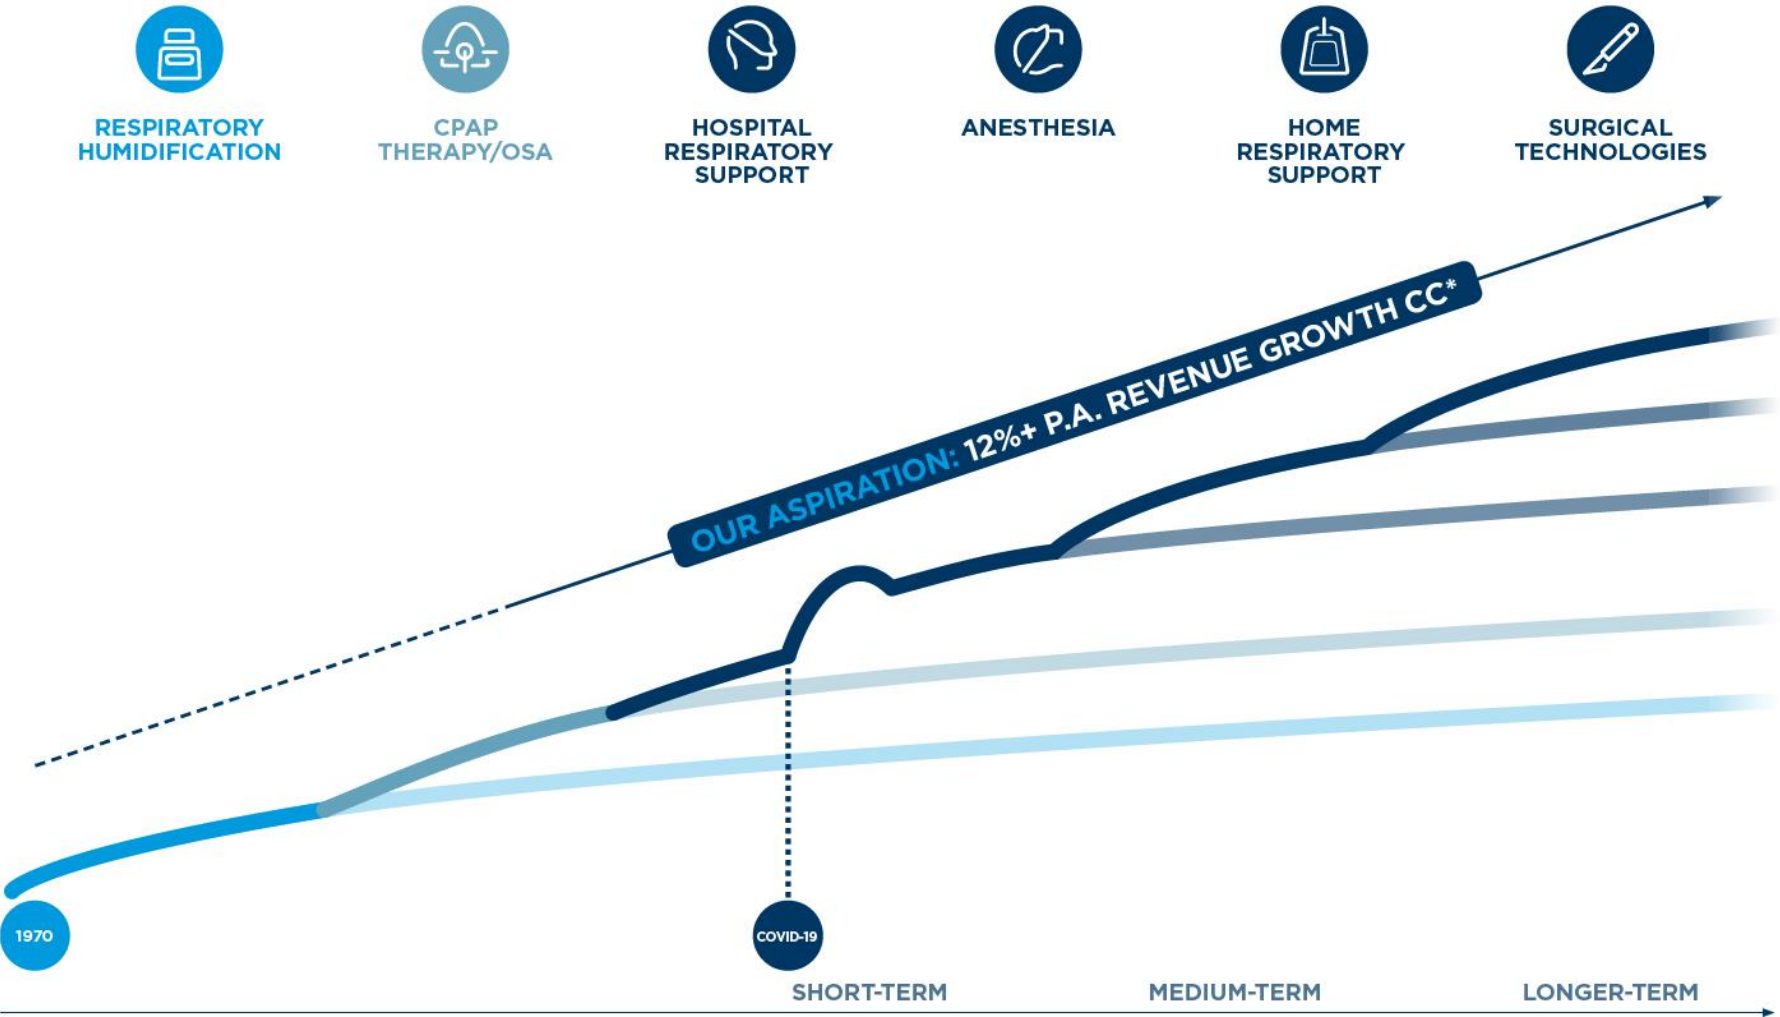 RESPIRATORY
HUMIDIFICATION
CPAP
THERAPY/OSA
HOSPITAL
RESPIRATORY
SUPPORT
ANESTHESIA
HOME
RESPIRATORY
SUPPORT
SURGICAL
TECHNOLOGIES
OUR ASPIRATION: 12%+ P.A. REVENUE GROWTH CC*
1970
COVID-19
SHORT-TERM
MEDIUM-TERM
LONGER-TERM